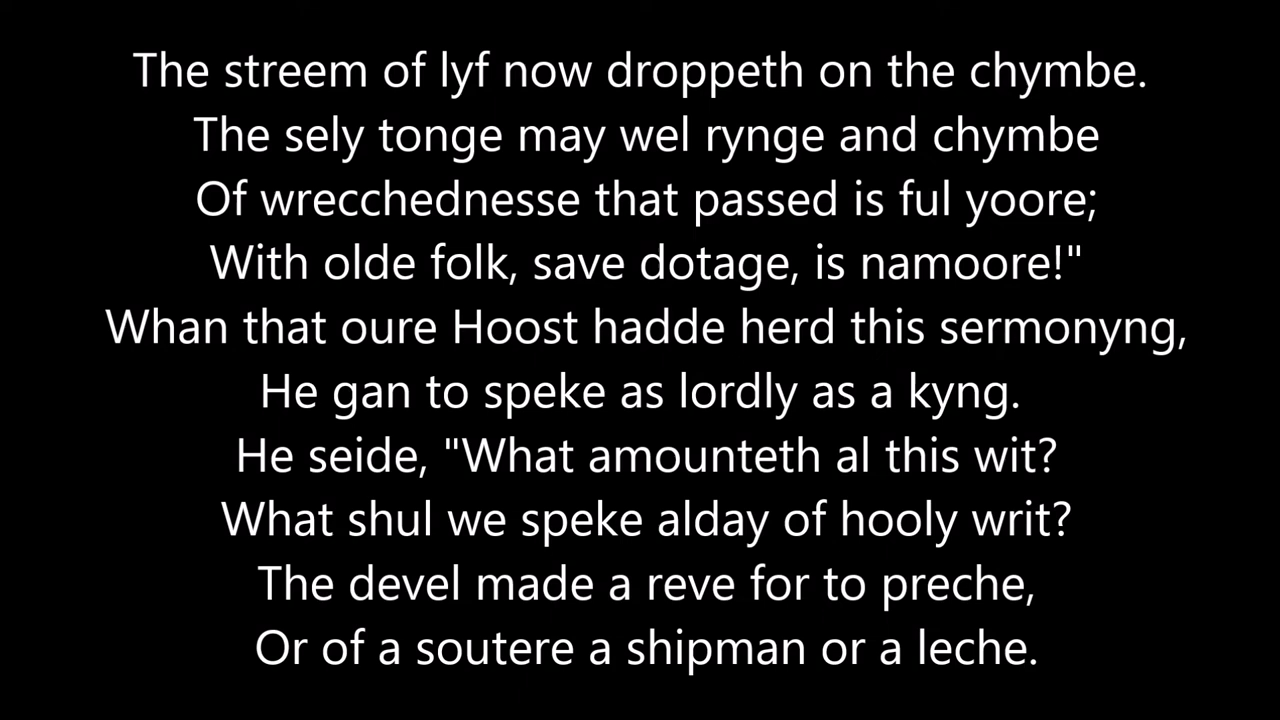 The streem of lyf now droppeth on the chymbe.
The sely tonge may wel rynge and chymbe
Of wrecchednesse that passed is ful yoore;
With olde folk, save dotage, is namoore!"
Whan that oure Hoost hadde herd this sermonyng,
He gan to speke as lordly as a kyng.
He seide, "What amounteth al this wit?
What shul we speke alday of hooly writ?
The devel made a reve for to preche,
Or of a soutere a shipman or a leche.